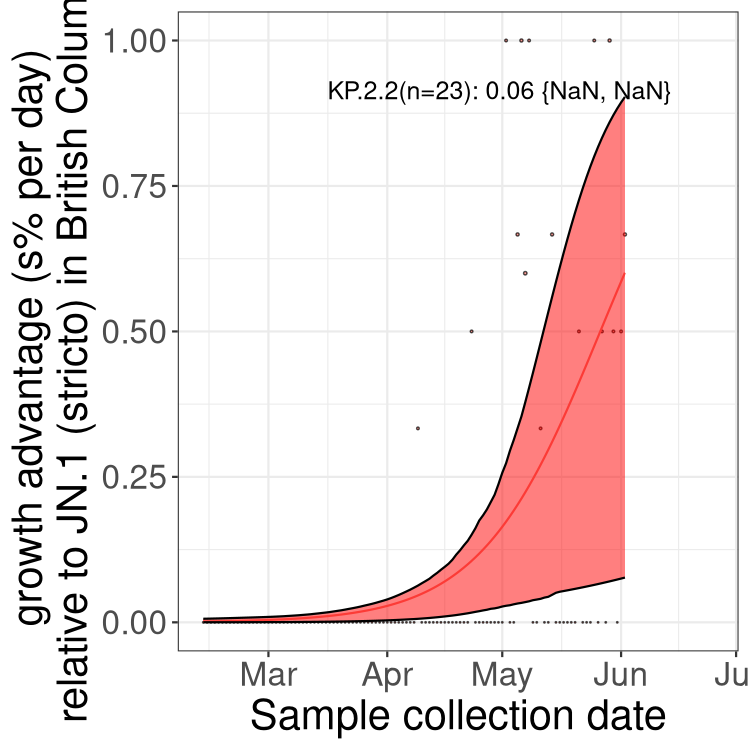 growth advantage (s% per day)
relative to JN.1 (stricto) in British Colum
1.00
0.75
0.50
0.25
0.00
KP.2.2(n=23): 0.06 {NaN, NaN}
Mar Apr May Jun Ju
Sample collection date